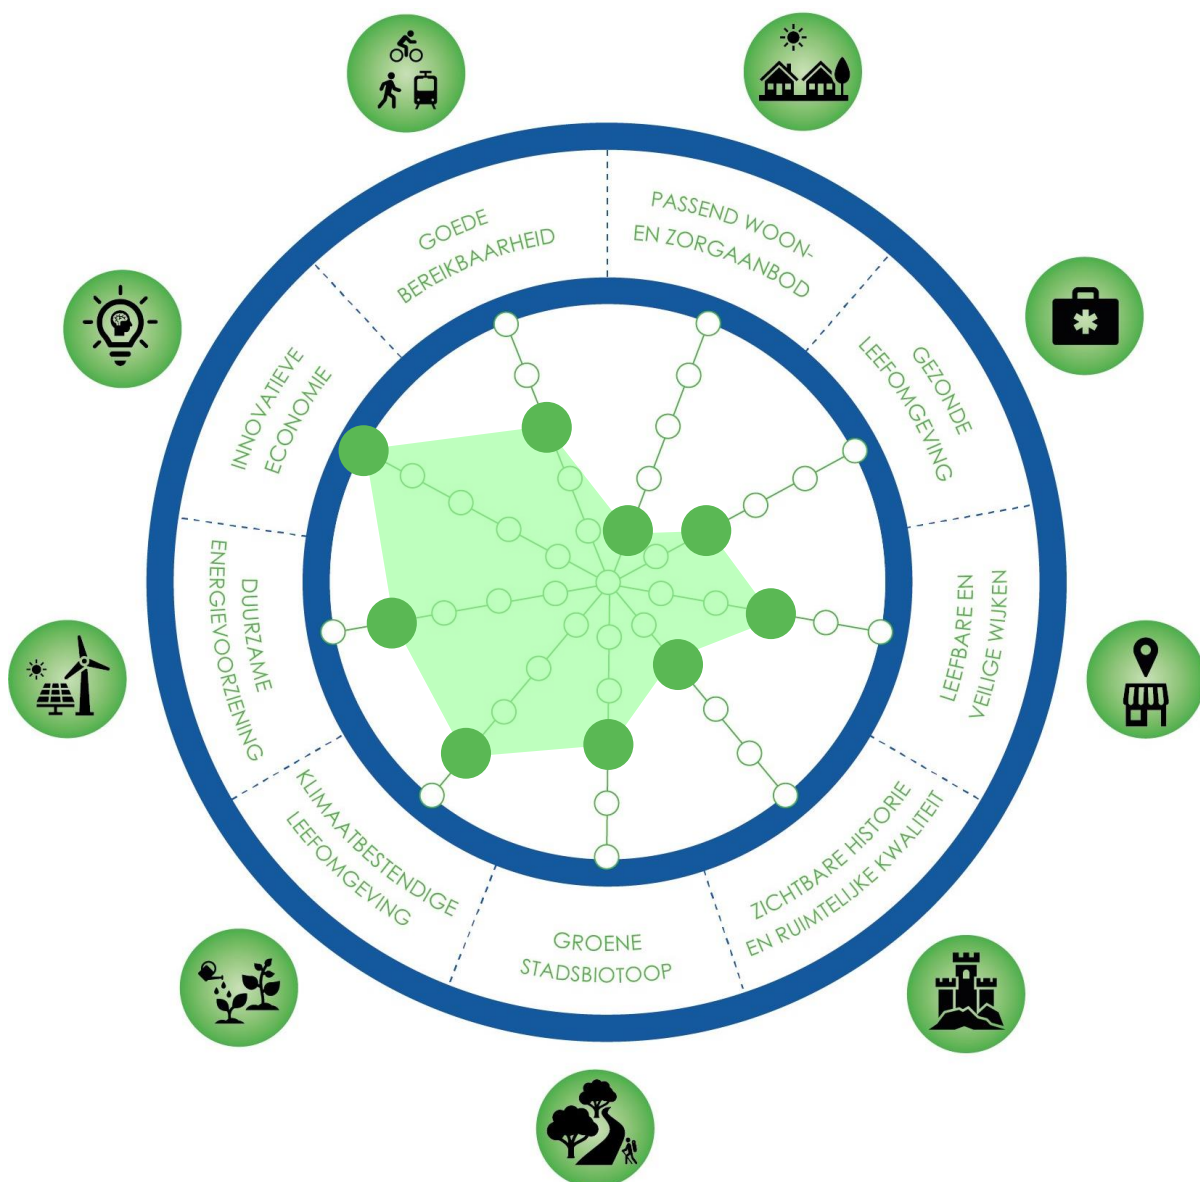 PASSEND WOON-
EN ZORGAANBOD
GEZONDE
LEEFOMGEVING
LEEFBARE EN
VEILIGE WIJKEN
ZICHTBARE HISTORIE
EN RUIMTELIJKE KWALITEIT
GROENE
STADSBIOTOOP
KLIMAATBESTENDIGE
LEEFOMGEVING
DUURZAME
ENERGIEVOORZIENING
INNOVATIEVE
ECONOMIE
GOEDE
BEREIKBAARHEID